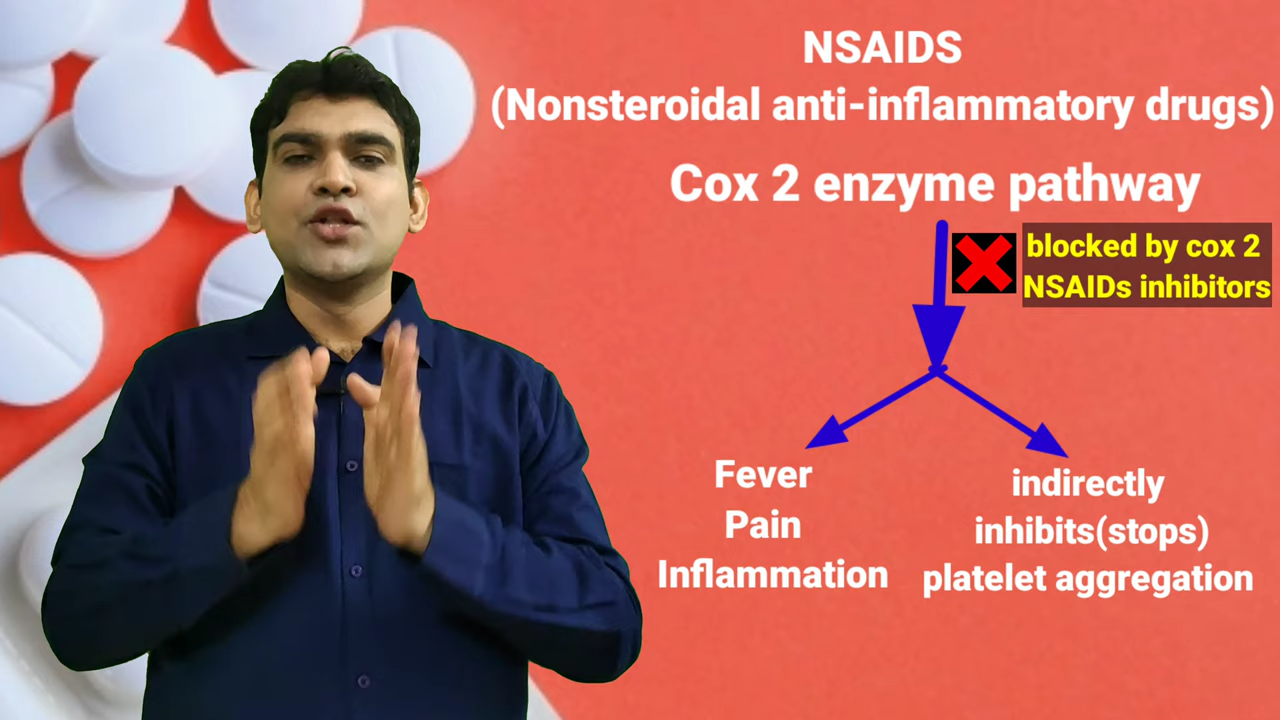 NSAIDS
(Nonsteroidal anti-inflammatory drugs)
Cox 2 enzyme pathway
blocked by cox 2
NSAIDs inhibitors
Fever
Pain
Inflammation
indirectly
inhibits(stops)
platelet aggregation